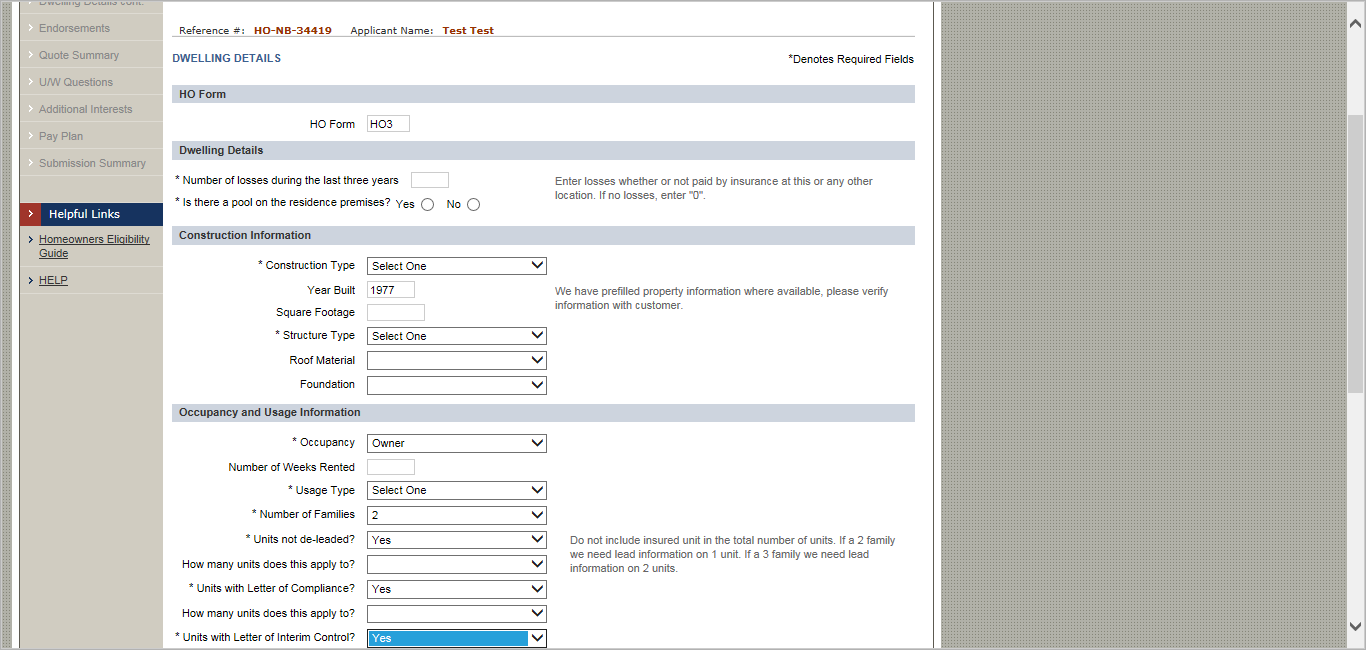 Dwelling Details cont.
Endorsements
Quote Summary
U/W Questions
Additional Interests
Pay Plan
Submission Summary
Helpful Links
Homeowners Eligibility
Guide
HELP
Reference #: HO-NB-34419 Applicant Name: Test Test
DWELLING DETAILS
*Denotes Required Fields
HO Form
HO Form HO3
Dwelling Details
* Number of losses during the last three years
Enter losses whether or not paid by insurance at this or any other
location. If no losses, enter "0".
* Is there a pool on the residence premises? Yes No
Construction Information
* Construction Type Select One
Year Built 1977
We have prefilled property information where available, please verify
information with customer.
Square Footage
* Structure Type Select One
Roof Material
Foundation
Occupancy and Usage Information
* Occupancy Owner
Number of Weeks Rented
* Usage Type Select One
* Number of Families 2
* Units not de-leaded? Yes
Do not include insured unit in the total number of units. If a 2 family
we need lead information on 1 unit. If a 3 family we need lead
information on 2 units.
How many units does this apply to?
* Units with Letter of Compliance? Yes
How many units does this apply to?
* Units with Letter of Interim Control? Yes